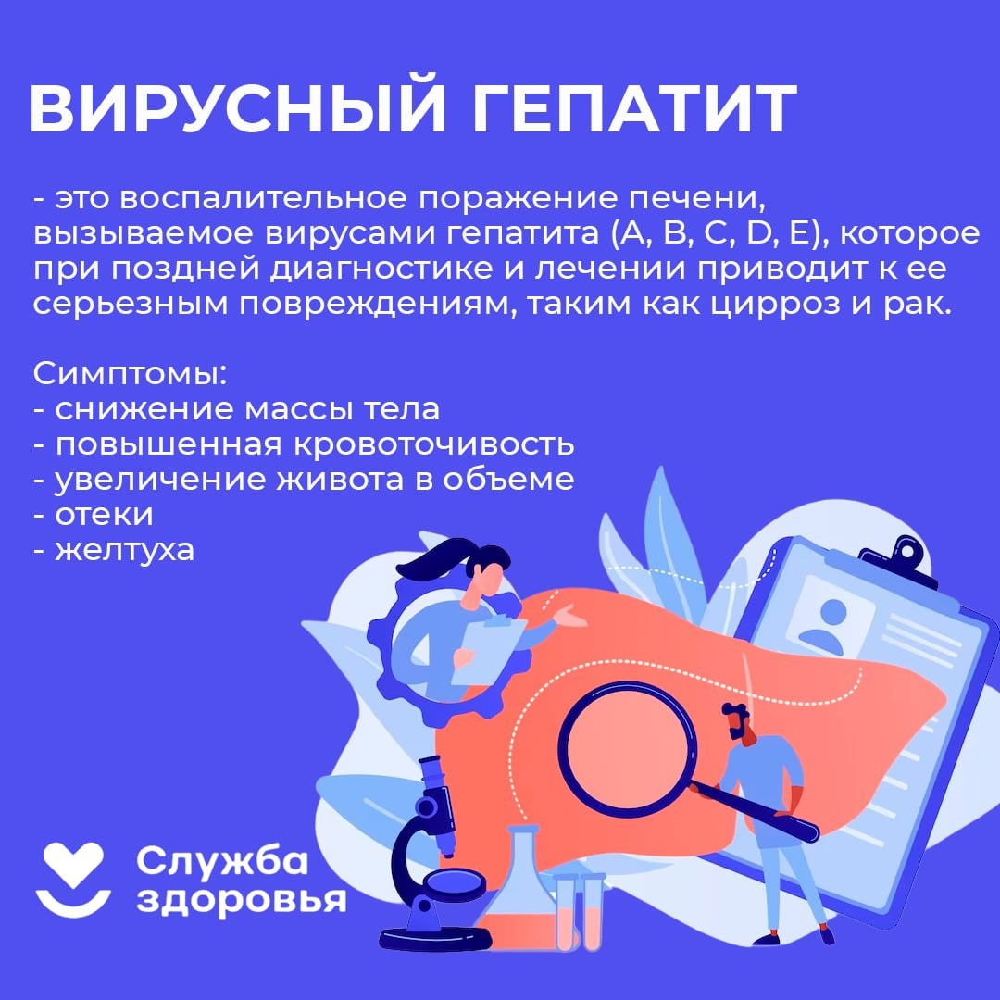 ВИРУСНЫЙ ГЕПАТИТ
- это воспалительное поражение печени,
вызываемое вирусами гепатита (A, B, C, D, E), которое
при поздней диагностике и лечении приводит к ее
серьезным повреждениям, таким как цирроз и рак.
Симптомы:
- снижение массы тела
- повышенная кровоточивость
- увеличение живота в объеме
- отеки
- желтуха
Служба
здоровья